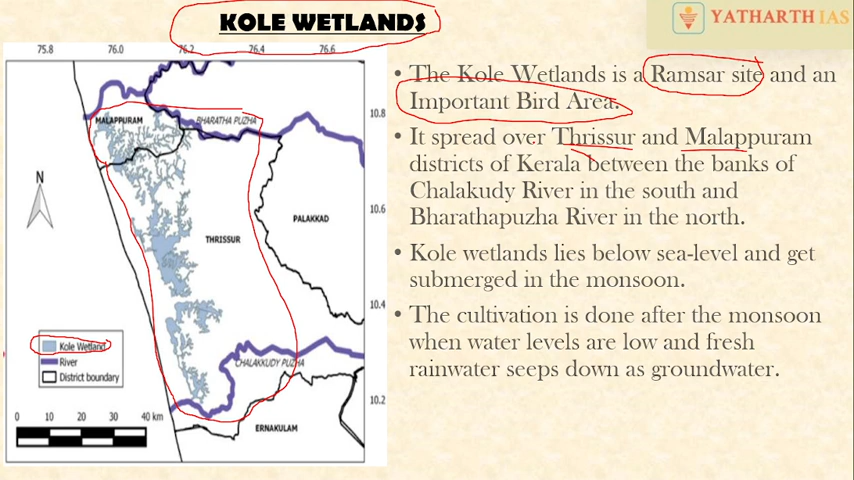 KOLE WETLANDS
YATHARTH IAS
75.8 76.0 76.2 76.4 76.6
MALAPPURAM
BHARATHA PUZHA
10.8
N
PALAKKAD
10.6
THRISSUR
10.4
Kole Wetland
River
District boundary
CHALAKKUDY PUZHA
10.2
0 10 20 30 40 km
ERNAKULAM
• The Kole Wetlands is a Ramsar site and an
Important Bird Area.
• It spread over Thrissur and Malappuram
districts of Kerala between the banks of
Chalakudy River in the south and
Bharathapuzha River in the north.
• Kole wetlands lies below sea-level and get
submerged in the monsoon.
• The cultivation is done after the monsoon
when water levels are low and fresh
rainwater seeps down as groundwater.